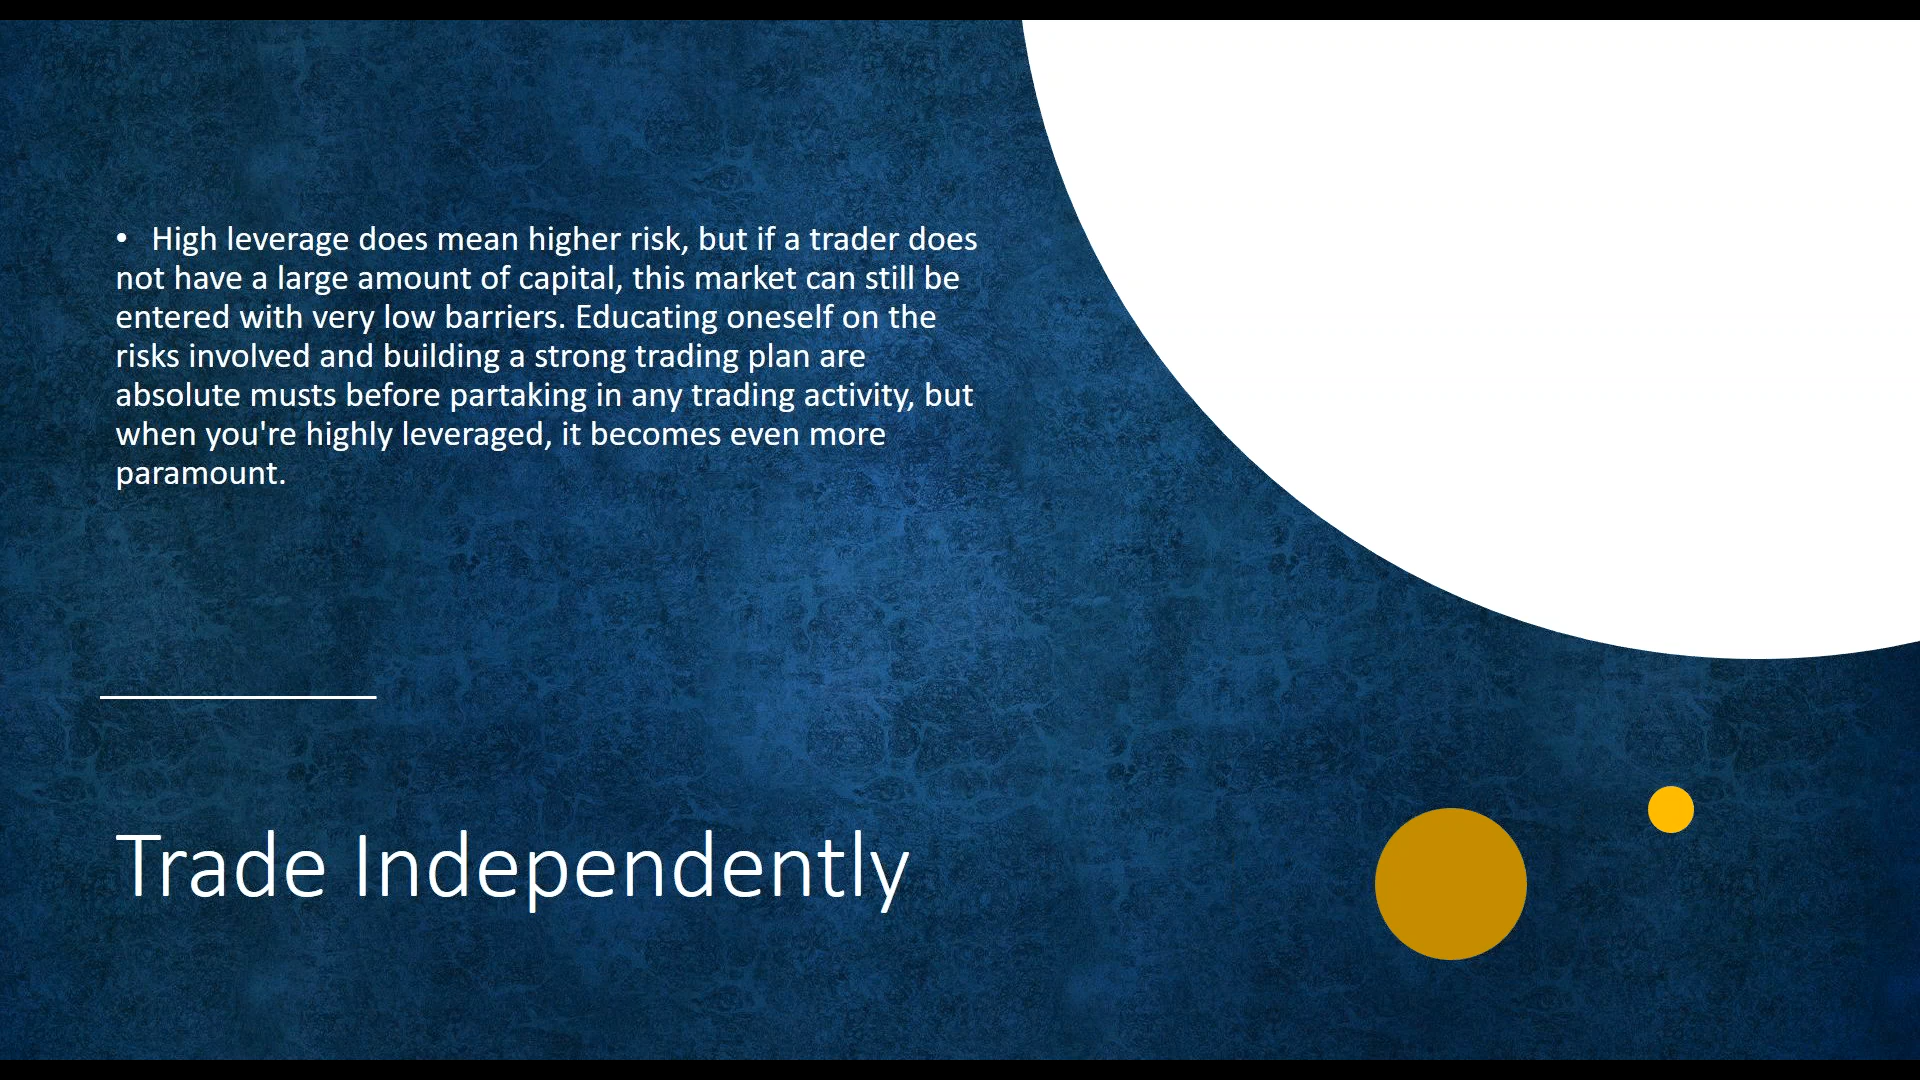 • High leverage does mean higher risk, but if a trader does
not have a large amount of capital, this market can still be
entered with very low barriers. Educating oneself on the
risks involved and building a strong trading plan are
absolute musts before partaking in any trading activity, but
when you're highly leveraged, it becomes even more
paramount.
Trade Independently